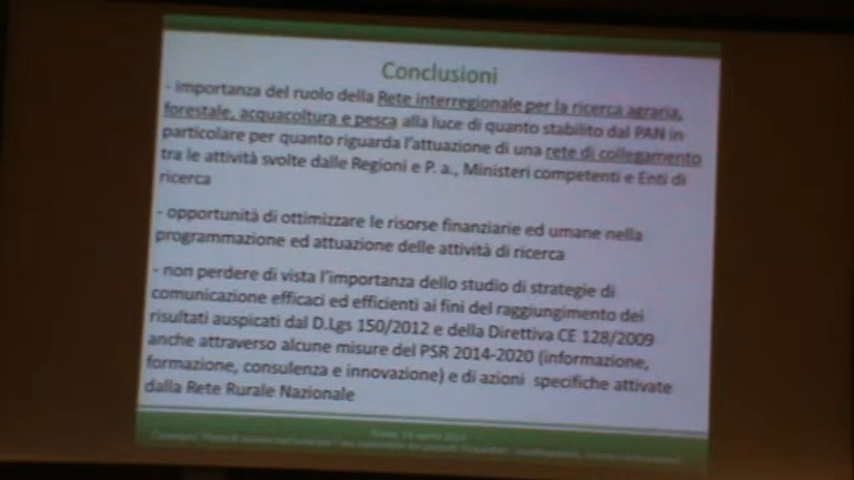 Conclusioni
- importanza del ruolo della Rete interregionale per la ricerca agraria,
forestale, acquacoltura e pesca alla luce di quanto stabilito dal PAN in
particolare per quanto riguarda l'attuazione di una rete di collegamento
tra le attività svolte dalle Regioni e P. a., Ministeri competenti e Enti di
ricerca
- opportunità di ottimizzare le risorse finanziarie ed umane nella
programmazione ed attuazione delle attività di ricerca
- non perdere di vista l'importanza dello studio di strategie di
comunicazione efficaci ed efficienti ai fini del raggiungimento dei
risultati auspicati dal D.Lgs 150/2012 e della Direttiva CE 128/2009
anche attraverso alcune misure del PSR 2014-2020 (informazione,
formazione, consulenza e innovazione) e di azioni specifiche attivate
dalla Rete Rurale Nazionale